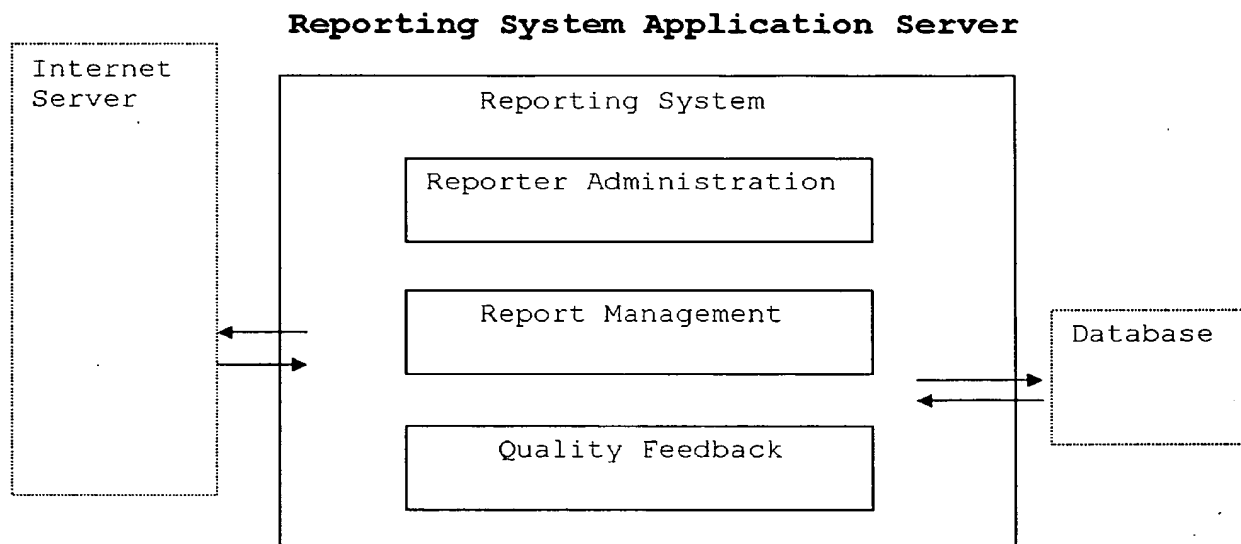 Reporting System Application Server
Internet
Server
Reporting System
Reporter Administration
Report Management
Database
Quality Feedback